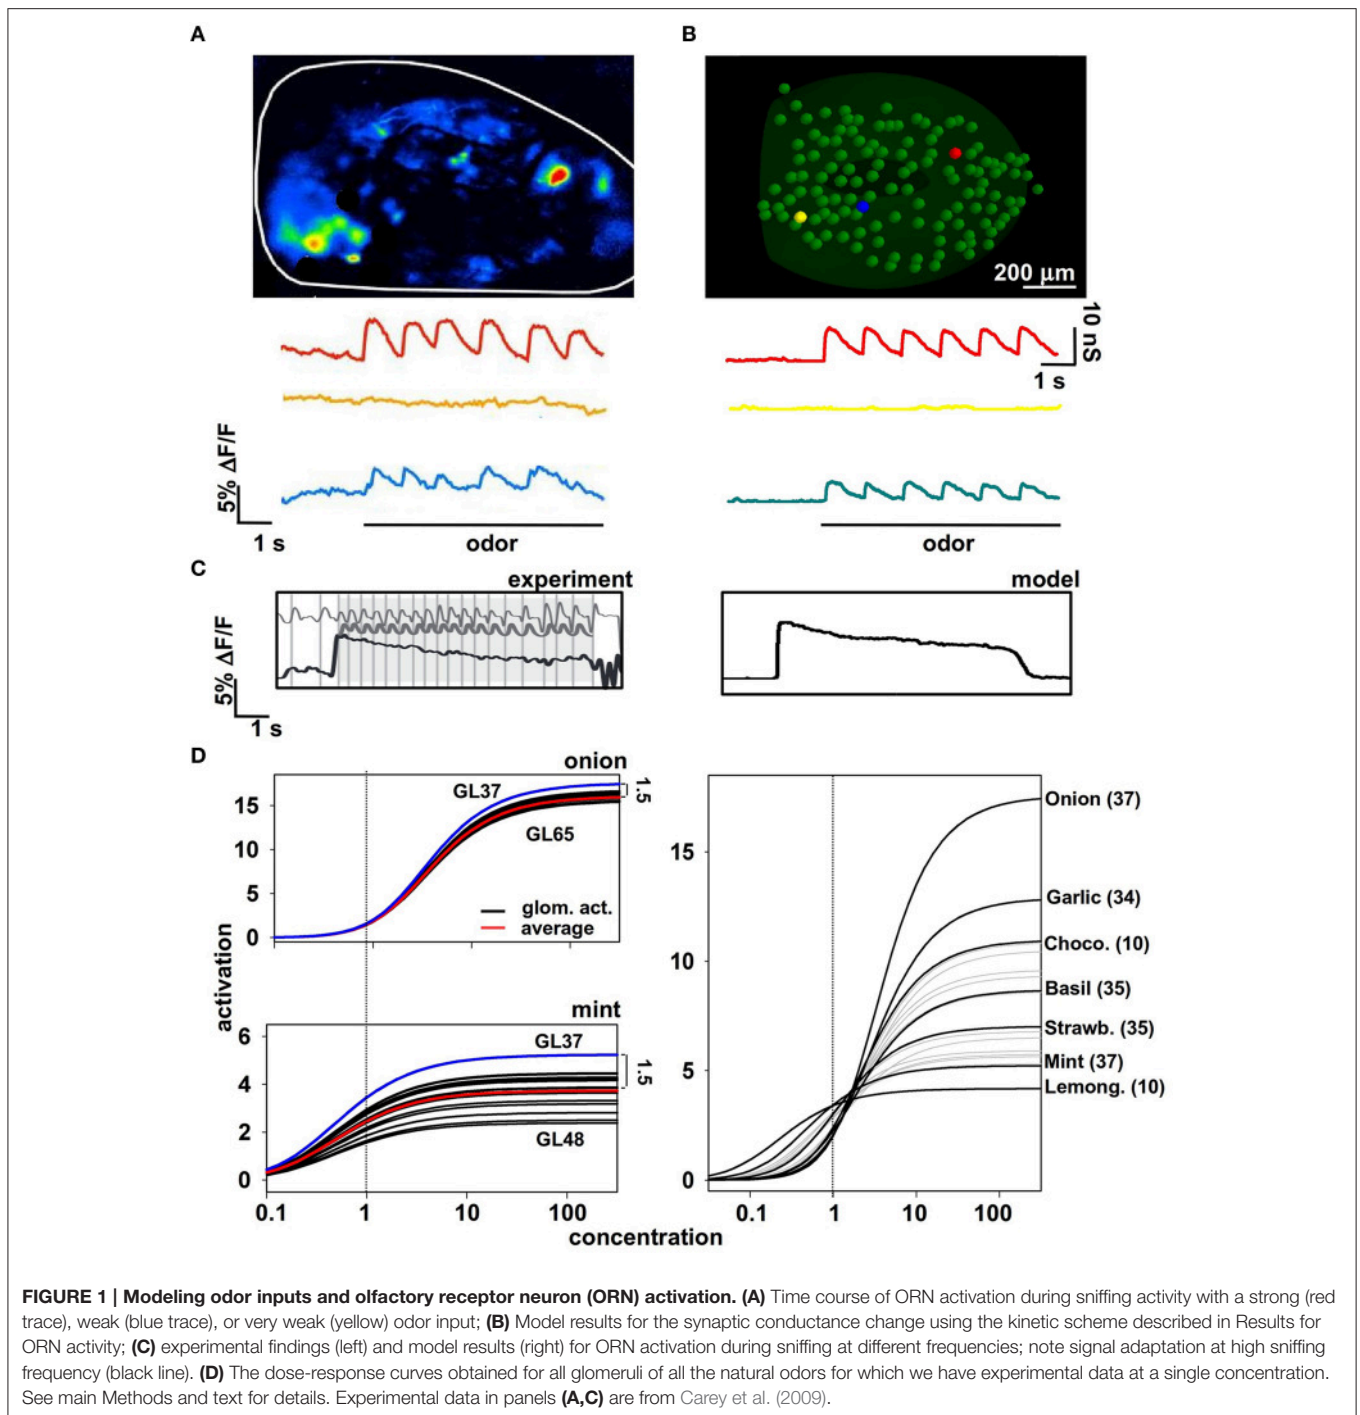 A
B
200 μm
10 nS
1 s
5% ΔF/F
1 s
odor
odor
C
experiment
model
5% ΔF/F
1 s
D
onion
GL37
1.5
15
GL65
10
5
glom. act.
average
0
activation
mint
6
GL37
1.5
4
2
GL48
0
0.1 1 10 100
concentration
Onion (37)
15
Garlic (34)
Choco. (10)
10
Basil (35)
Strawb. (35)
Mint (37)
5
Lemong. (10)
0
0.1 1 10 100
FIGURE 1 | Modeling odor inputs and olfactory receptor neuron (ORN) activation. (A) Time course of ORN activation during sniffing activity with a strong (red
trace), weak (blue trace), or very weak (yellow) odor input; (B) Model results for the synaptic conductance change using the kinetic scheme described in Results for
ORN activity; (C) experimental findings (left) and model results (right) for ORN activation during sniffing at different frequencies; note signal adaptation at high sniffing
frequency (black line). (D) The dose-response curves obtained for all glomeruli of all the natural odors for which we have experimental data at a single concentration.
See main Methods and text for details. Experimental data in panels (A,C) are from Carey et al. (2009).